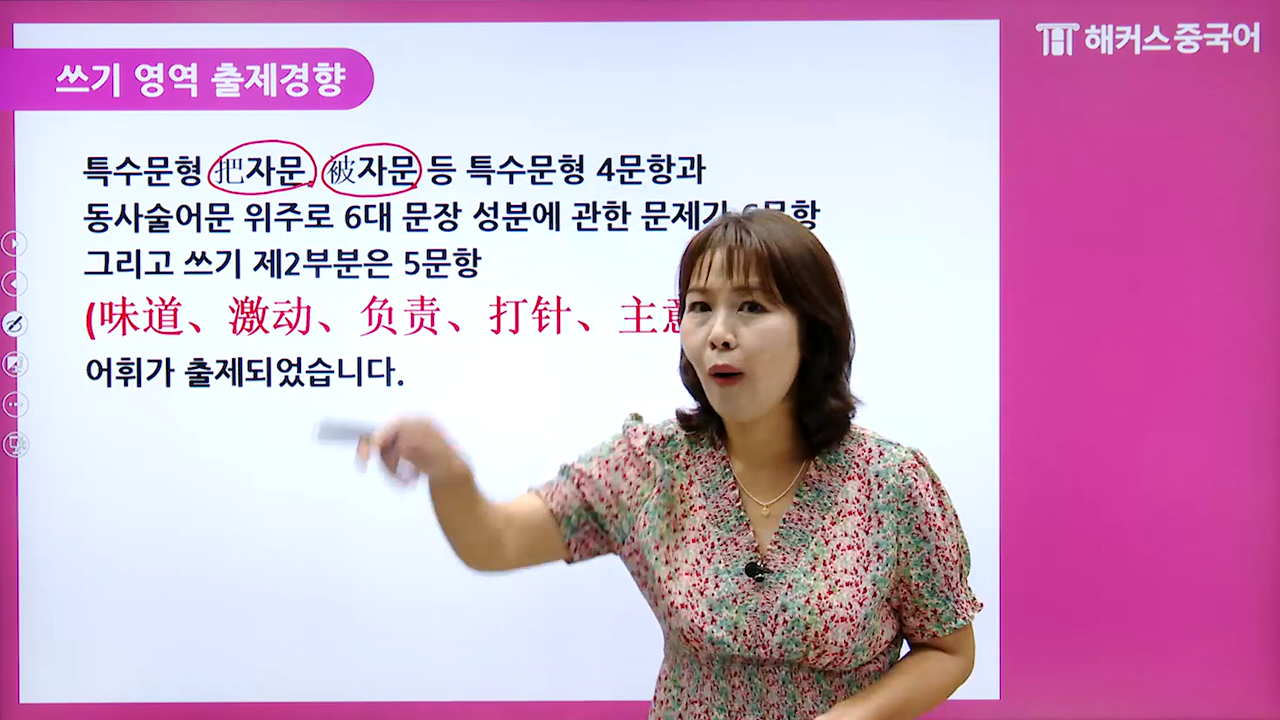 해커스 중국어
쓰기 영역 출제경향
특수문형 把자문, 被자문 등 특수문형 4문항과
동사술어문 위주로 6대 문장 성분에 관한 문제가 6문항
그리고 쓰기 제2부분은 5문항
(味道、激动、负责、打针、主意
어휘가 출제되었습니다.